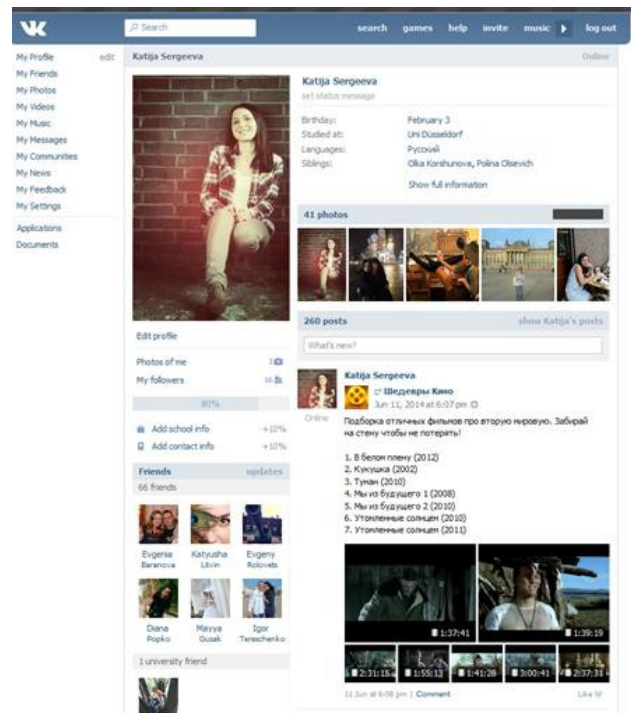 Search
search games help invite music log out
My Profile edit
My Friends
My Photos
My Videos
My Music
My Messages
My Communities
My News
My Feedback
My Settings
Applications
Documents
Katija Sergeeva Online
Katija Sergeeva
set status message
Birthday: February 3
Studied at: Uni Düsseldorf
Languages: Русский
Siblings: Olka Korshunova, Polina Olsevich
Show full information
41 photos
260 posts show Katija's posts
What's new?
Edit profile
Photos of me
My followers
80%
Add school info +10%
Add contact info +10%
Friends updates
66 friends
Evgenia
Baranova
Katyusha
Litvin
Evgeny
Rolovets
Diana
Popko
Mayya
Gusak
Igor
Tereschenko
1 university friend
Katija Sergeeva
Шедевры Кино
Jun 11, 2014 at 6:07 pm
Online
Подборка отличных фильмов про вторую мировую. Забирай
на стену чтобы не потерять!
1. В белом плену (2012)
2. Кукушка (2002)
3. Туман (2010)
4. Мы из будущего 1 (2008)
5. Мы из будущего 2 (2010)
6. Утомленные солнцем (2010)
7. Утомленные солнцем (2011)
1:37:41
1:39:19
2:31:15
1:55:13
1:41:28
3:00:41
2:37:31
11 Jun at 6:08 pm | Comment Like